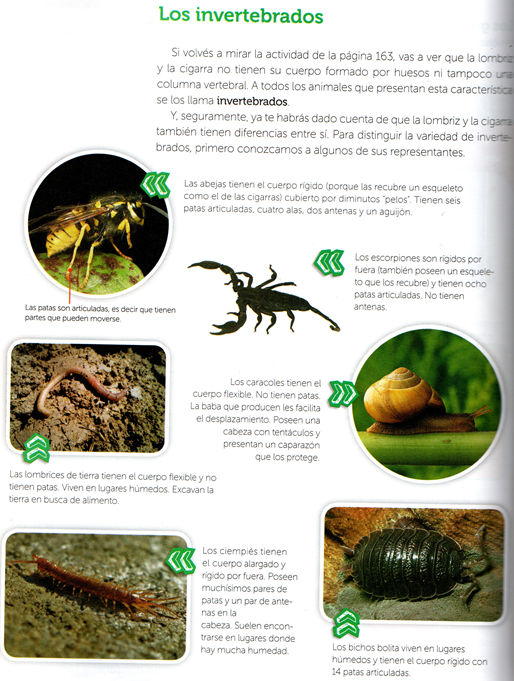 Los invertebrados
Si volvés a mirar la actividad de la página 163, vas a ver que la lombriz
y la cigarra no tienen su cuerpo formado por huesos ni tampoco una
columna vertebral. A todos los animales que presentan esta característica
se los llama invertebrados.
Y, seguramente, ya te habrás dado cuenta de que la lombriz y la cigarra
también tienen diferencias entre sí. Para distinguir la variedad de inverte-
brados, primero conozcamos a algunos de sus representantes.
Las abejas tienen el cuerpo rígido (porque las recubre un esqueleto
como el de las cigarras) cubierto por diminutos "pelos". Tienen seis
patas articuladas, cuatro alas, dos antenas y un aguijón.
Las patas son articuladas, es decir que tienen
partes que pueden moverse.
Los escorpiones son rígidos por
fuera (también poseen un esquele-
to que los recubre) y tienen ocho
patas articuladas. No tienen
antenas.
Los caracoles tienen el
cuerpo flexible. No tienen patas.
La baba que producen les facilita
el desplazamiento. Poseen una
cabeza con tentáculos y
presentan un caparazón
que los protege.
Las lombrices de tierra tienen el cuerpo flexible y no
tienen patas. Viven en lugares húmedos. Excavan la
tierra en busca de alimento.
Los ciempiés tienen
el cuerpo alargado y
rígido por fuera. Poseen
muchísimos pares de
patas y un par de ante-
nas en la
cabeza. Suelen encon-
trarse en lugares donde
hay mucha humedad.
Los bichos bolita viven en lugares
húmedos y tienen el cuerpo rígido con
14 patas articuladas.